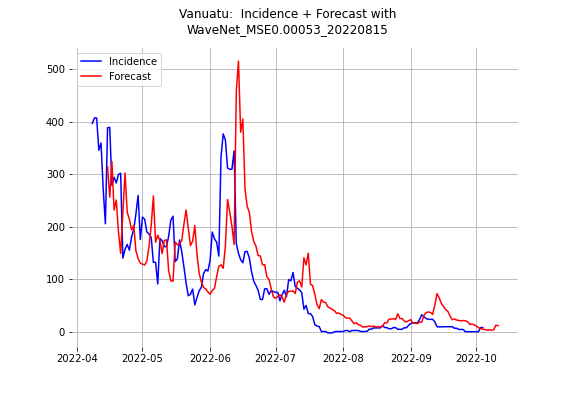 Vanuatu:  Incidence + Forecast with
WaveNet_MSE0.00053_20220815
Incidence
Forecast
500
400
300
200
100
0
2022-04 2022-05 2022-06 2022-07 2022-08 2022-09 2022-10